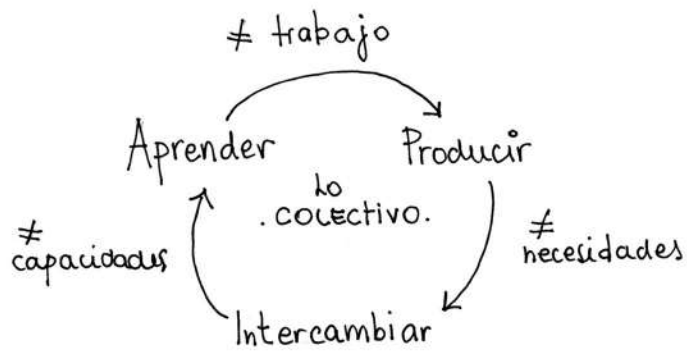 ≠ trabajo
Aprender
Producir
Lo
.COLECTIVO.
≠
capacidades
≠
necesidades
Intercambiar